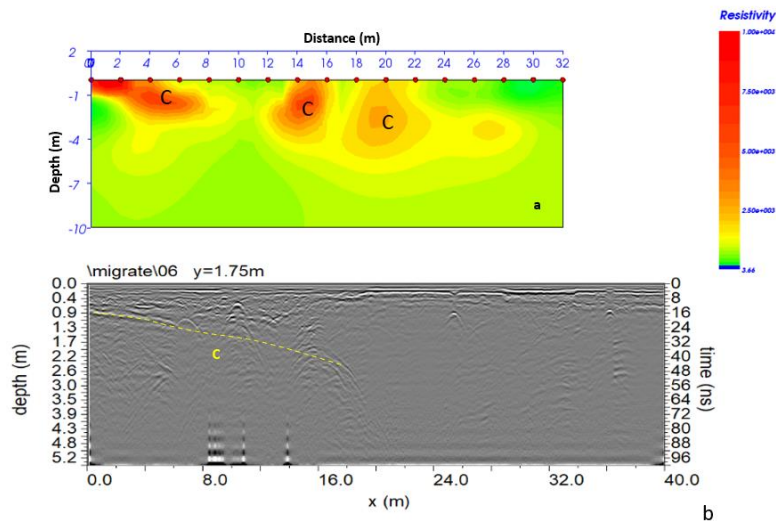 Resistivity
Distance (m)
2
0 2 4 6 8 10 12 14 16 18 20 22 24 26 28 30 32
-1
-4
-7
-10
Depth (m)
C
C
C
a
1.00e+004
7.50e+003
5.00e+003
2.50e+003
3.66
\migrate\06 y=1.75m
0.0
0.4
0.9
1.3
1.7
2.2
2.6
3.0
3.5
3.9
4.3
4.8
5.2
depth (m)
C
0
8
16
24
32
40
48
56
64
72
80
88
96
time (ns)
0.0 8.0 16.0 24.0 32.0 40.0
x (m)
b